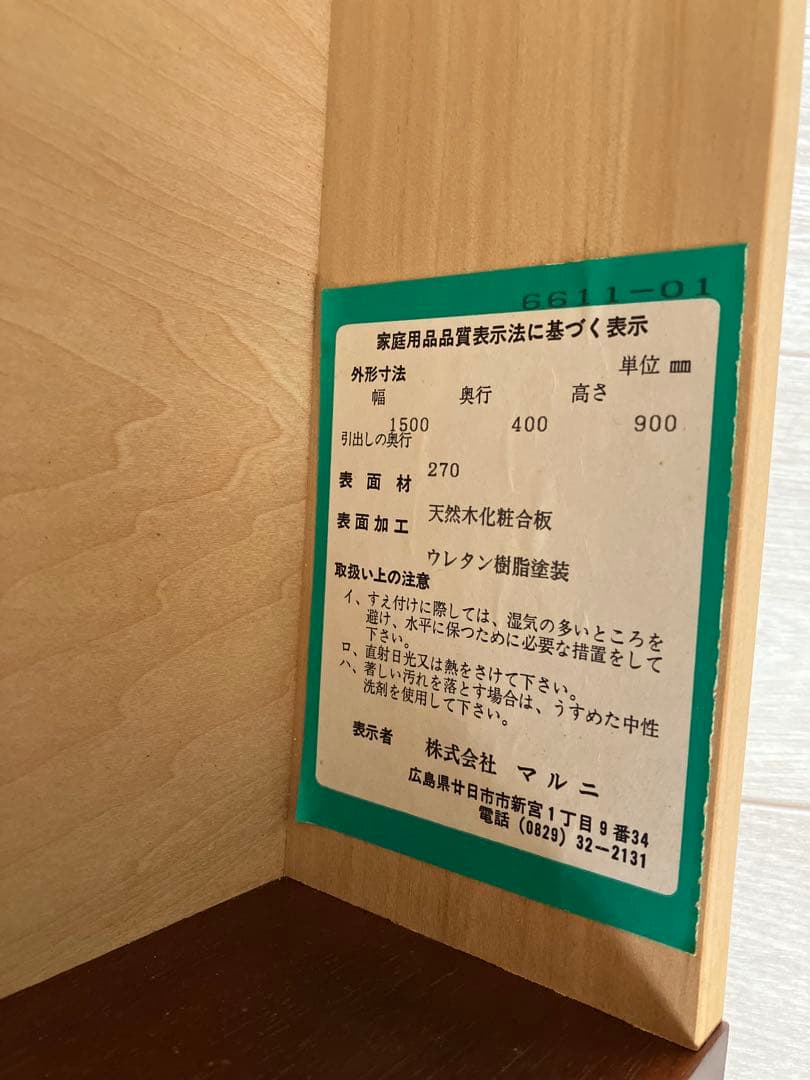 6611-01
家庭用品品質表示法に基づく表示
外形寸法 単位 ㎜
幅 奥行 高さ
1500 400 900
引出しの奥行
270
表面材
天然木化粧合板
表面加工
ウレタン樹脂塗装
取扱い上の注意
イ、すえ付けに際しては、湿気の多いところを
避け、水平に保つために必要な措置をして
下さい。
ロ、直射日光又は熱をさけて下さい。
ハ、著しい汚れを落とす場合は、うすめた中性
洗剤を使用して下さい。
表示者 株式会社 マルニ
広島県廿日市市新宮1丁目9番34
電話(0829)32-2131